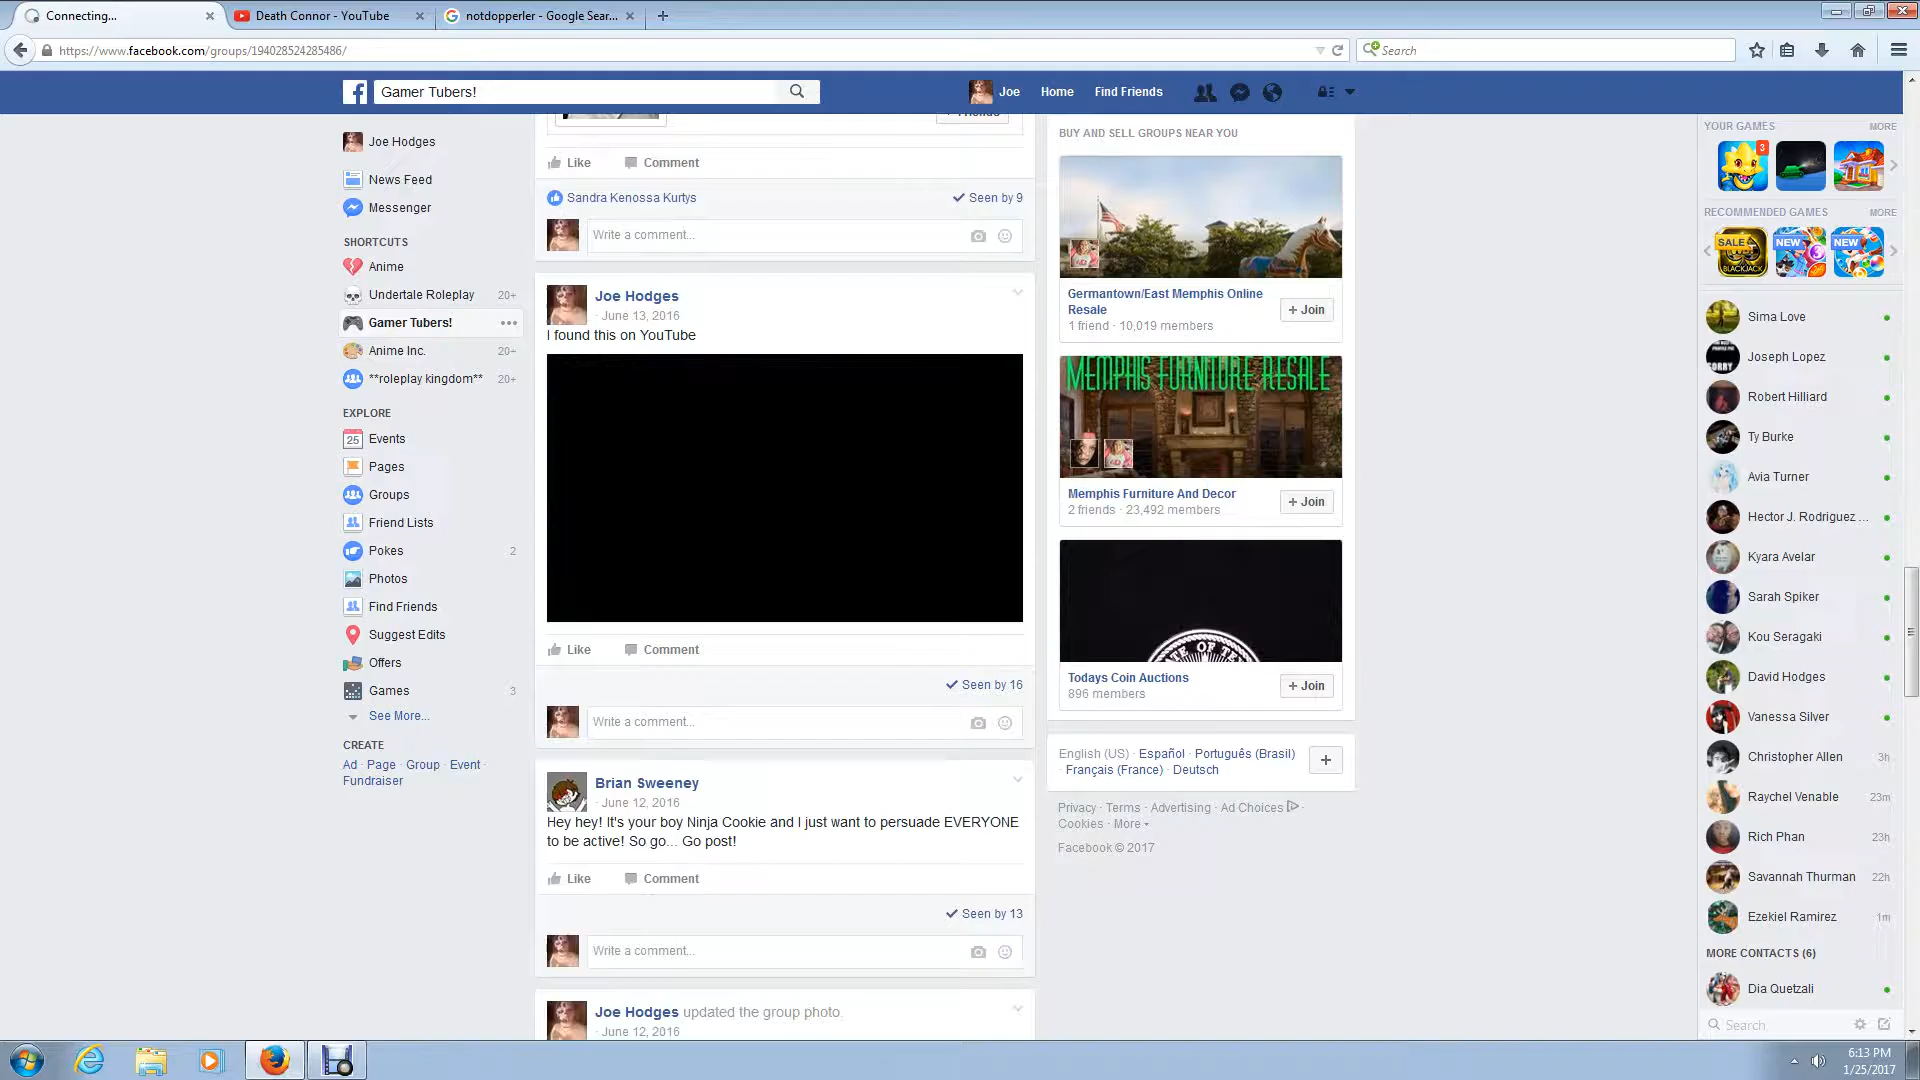 Connecting...
Death Connor - YouTube
notdopperler - Google Sear...
https://www.facebook.com/groups/194028524285486/
Search
Gamer Tubers!
Joe
Home
Find Friends
Joe Hodges
News Feed
Messenger
SHORTCUTS
Anime
Undertale Roleplay 20+
Gamer Tubers!
Anime Inc. 20+
**roleplay kingdom** 20+
EXPLORE
25 Events
Pages
Groups
Friend Lists
Pokes 2
Photos
Find Friends
Suggest Edits
Offers
Games 3
See More...
CREATE
Ad · Page · Group · Event ·
Fundraiser
Like Comment
Sandra Kenossa Kurtys
Seen by 9
Write a comment...
Joe Hodges
· June 13, 2016
I found this on YouTube
Like Comment
Seen by 16
Write a comment...
Brian Sweeney
· June 12, 2016
Hey hey! It's your boy Ninja Cookie and I just want to persuade EVERYONE
to be active! So go... Go post!
Like Comment
Seen by 13
Write a comment...
Joe Hodges updated the group photo.
· June 12, 2016
BUY AND SELL GROUPS NEAR YOU
Germantown/East Memphis Online
Resale
1 friend · 10,019 members
+ Join
MEMPHIS FURNITURE RESALE
Memphis Furniture And Decor
2 friends · 23,492 members
+ Join
Todays Coin Auctions
896 members
+ Join
English (US) · Español · Português (Brasil)
· Français (France) · Deutsch
Privacy · Terms · Advertising · Ad Choices ·
Cookies · More
Facebook © 2017
YOUR GAMES MORE
3
RECOMMENDED GAMES MORE
SALE
BLACKJACK
NEW
NEW
Sima Love
Joseph Lopez
Robert Hilliard
Ty Burke
Avia Turner
Hector J. Rodriguez ...
Kyara Avelar
Sarah Spiker
Kou Seragaki
David Hodges
Vanessa Silver
Christopher Allen 3h
Raychel Venable 23m
Rich Phan 23h
Savannah Thurman 22h
Ezekiel Ramirez 1m
MORE CONTACTS (6)
Dia Quetzali
Search
6:13 PM
1/25/2017